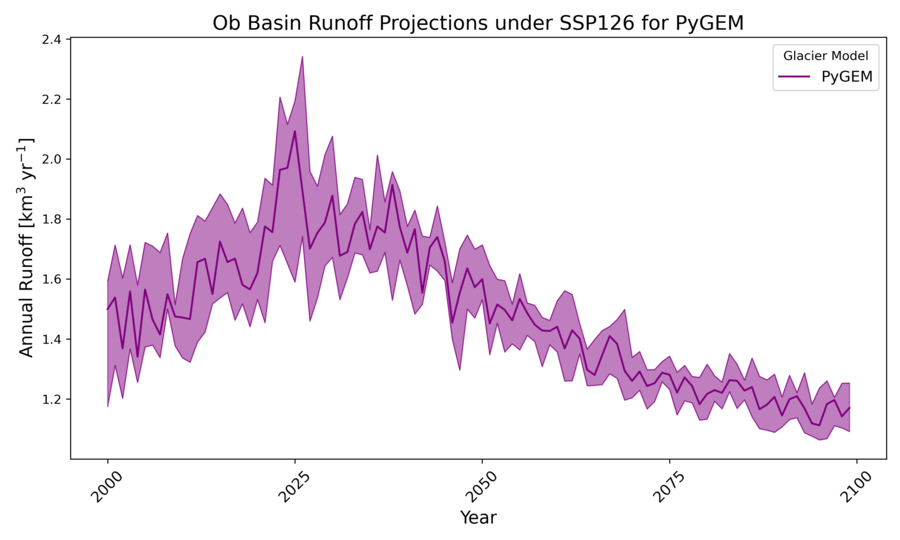 Ob Basin Runoff Projections under SSP126 for PyGEM
Glacier Model
PyGEM
Annual Runoff [km³ yr⁻¹]
2.4
2.2
2.0
1.8
1.6
1.4
1.2
2000
2025
2050
2075
2100
Year